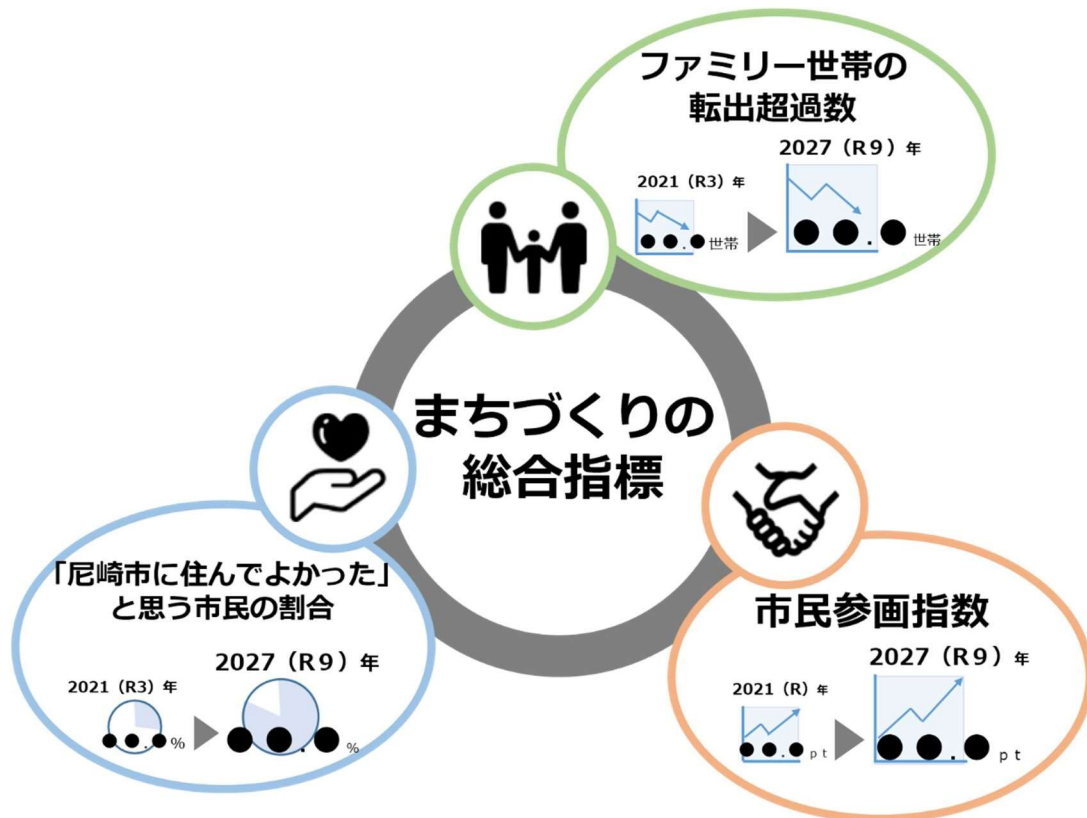 ファミリー世帯の
転出超過数
2027（R9）年
2021（R3）年
●●.●世帯
●●.●世帯
まちづくりの
総合指標
「尼崎市に住んでよかった」
と思う市民の割合
2027（R9）年
2021（R3）年
●●.●%
●●.●%
市民参画指数
2027（R9）年
2021（R）年
●●.●pt
●●.●pt